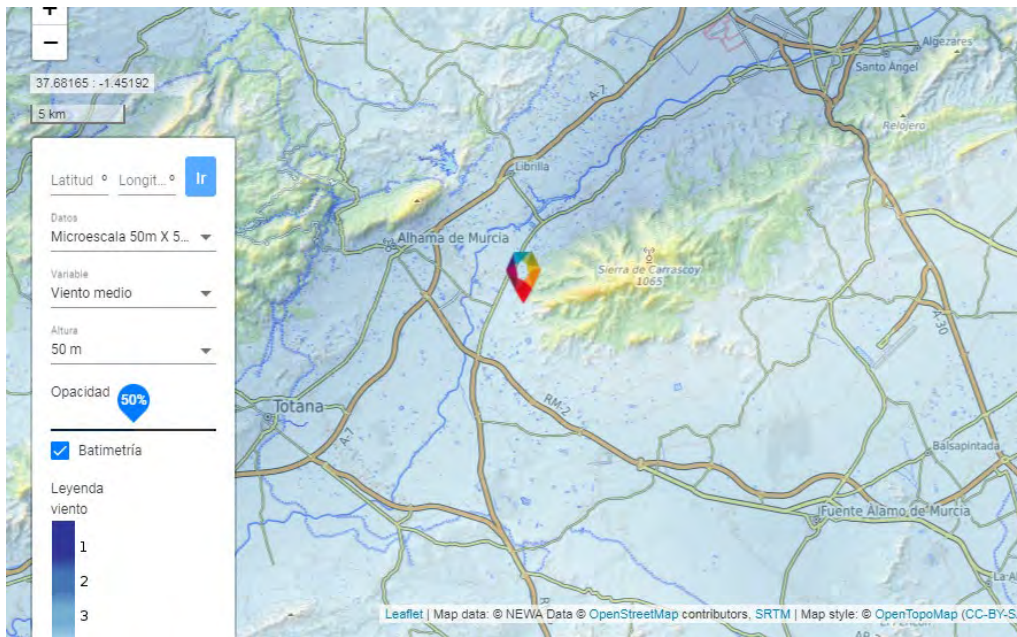 +
−
37.68165 : -1.45192
5 km
Latitud º Longit...º Ir
Datos
Microescala 50m X 5...
Variable
Viento medio
Altura
50 m
Opacidad 50%
Batimetría
Leyenda
viento
1
2
3
Algezares
Santo Ángel
A-7
Relojero
Librilla
Alhama de Murcia
Sierra de Carrascoy
1065
A-30
RM-2
Totana
A-7
Balsapintada
Fuente Álamo de Murcia
Leaflet | Map data: © NEWA Data © OpenStreetMap contributors, SRTM | Map style: © OpenTopoMap (CC-BY-S